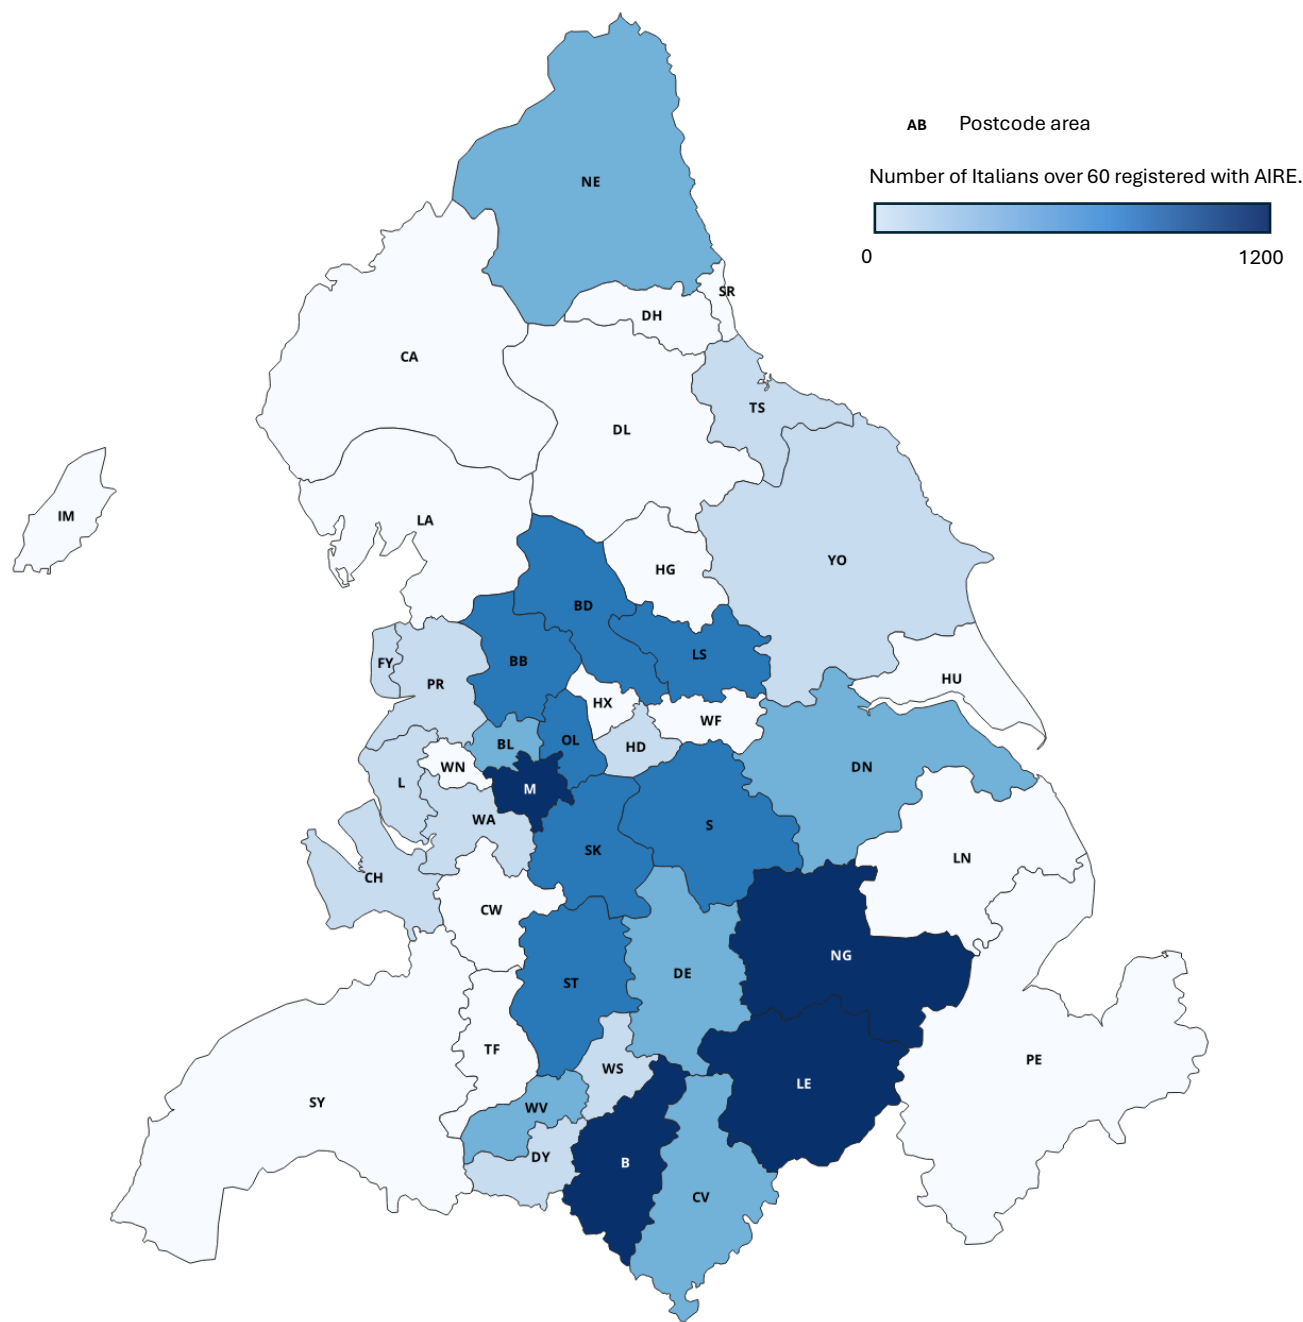 AB Postcode area
Number of Italians over 60 registered with AIRE.
0 1200
NE
SR
DH
CA
TS
DL
IM
LA
YO
HG
BD
LS
BB
FY
HU
PR
HX
WF
OL
BL
HD
WN
DN
L
M
WA
S
SK
LN
CH
CW
NG
DE
ST
TF
PE
WS
LE
SY
WV
DY
B
CV